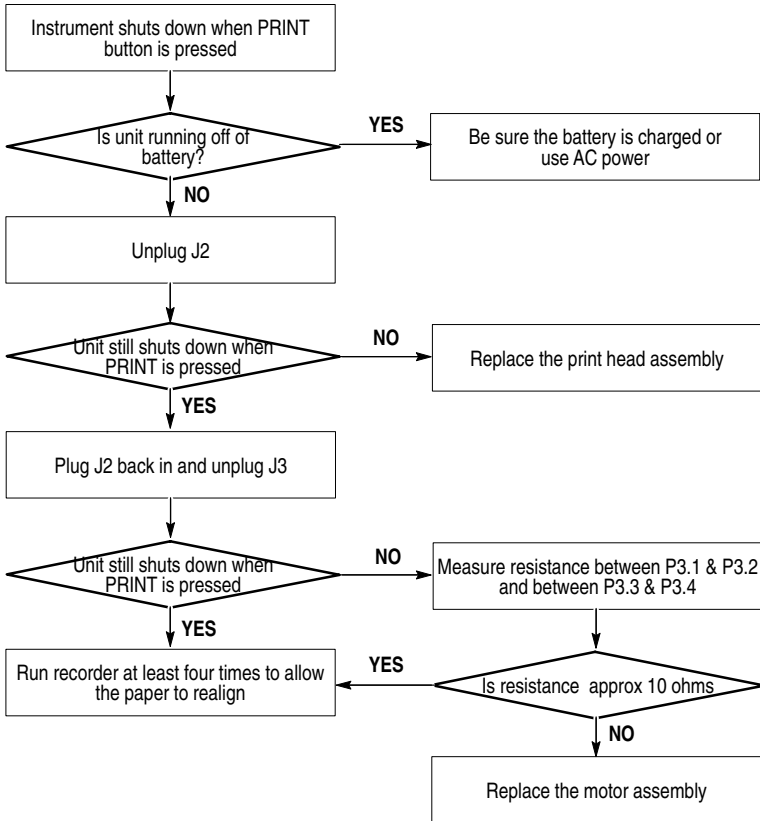 Instrument shuts down when PRINT
button is pressed
Is unit running off of
battery?
YES
Be sure the battery is charged or
use AC power
NO
Unplug J2
Unit still shuts down when
PRINT is pressed
NO
Replace the print head assembly
YES
Plug J2 back in and unplug J3
Unit still shuts down when
PRINT is pressed
NO
Measure resistance between P3.1 & P3.2
and between P3.3 & P3.4
YES
Run recorder at least four times to allow
the paper to realign
YES
Is resistance approx 10 ohms
NO
Replace the motor assembly